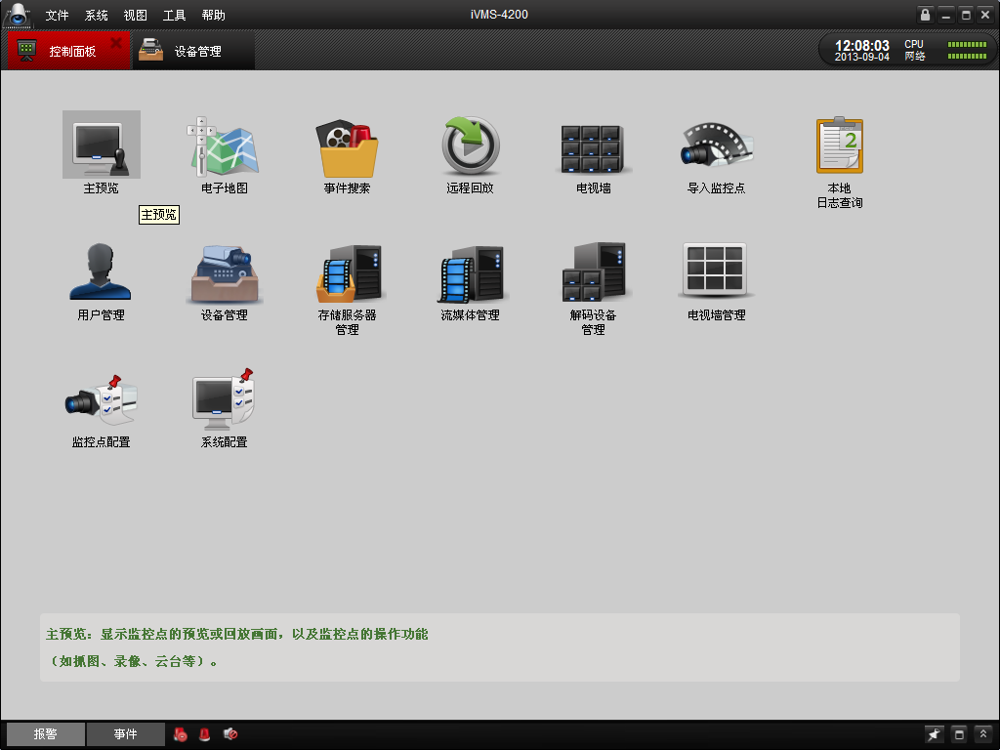 文件 系统 视图 工具 帮助 iVMS-4200
控制面板 设备管理 12:08:03 CPU
2013-09-04 网络
主预览 电子地图 事件搜索 远程回放 电视墙 导入监控点 本地
日志查询
主预览
用户管理 设备管理 存储服务器 流媒体管理 解码设备 电视墙管理
管理 管理
监控点配置 系统配置
主预览：显示监控点的预览或回放画面，以及监控点的操作功能
（如抓图、录像、云台等）。
报警 事件